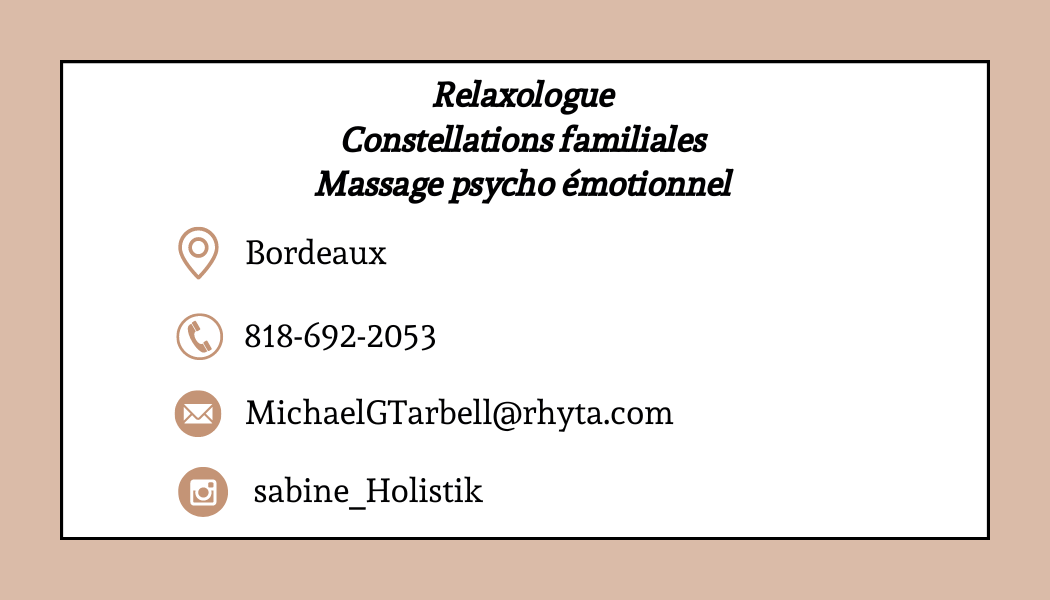 Relaxologue
Constellations familiales
Massage psycho émotionnel
Bordeaux
818-692-2053
MichaelGTarbell@rhyta.com
sabine_Holistik